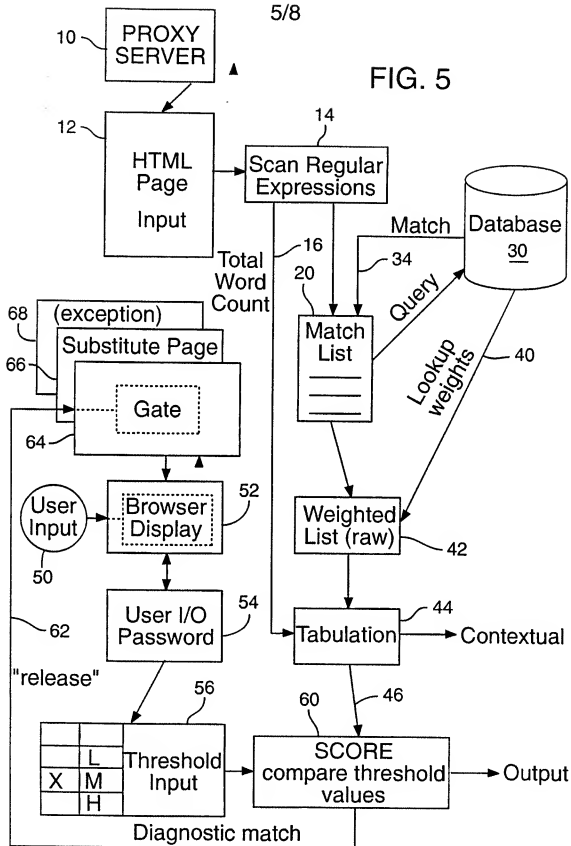 5/8
FIG. 5
10
PROXY
SERVER
12
HTML
Page
Input
14
Scan Regular
Expressions
16
Total
Word
Count
Match
34
Database
30
20
Match
List
Query
Lookup
weights
40
68
(exception)
66
Substitute Page
64
Gate
User
Input
50
Browser
Display
52
Weighted
List (raw)
42
User I/O
Password
54
62
"release"
Tabulation
44
Contextual
46
56
L
X M
H
Threshold
Input
60
SCORE
compare threshold
values
Output
Diagnostic match